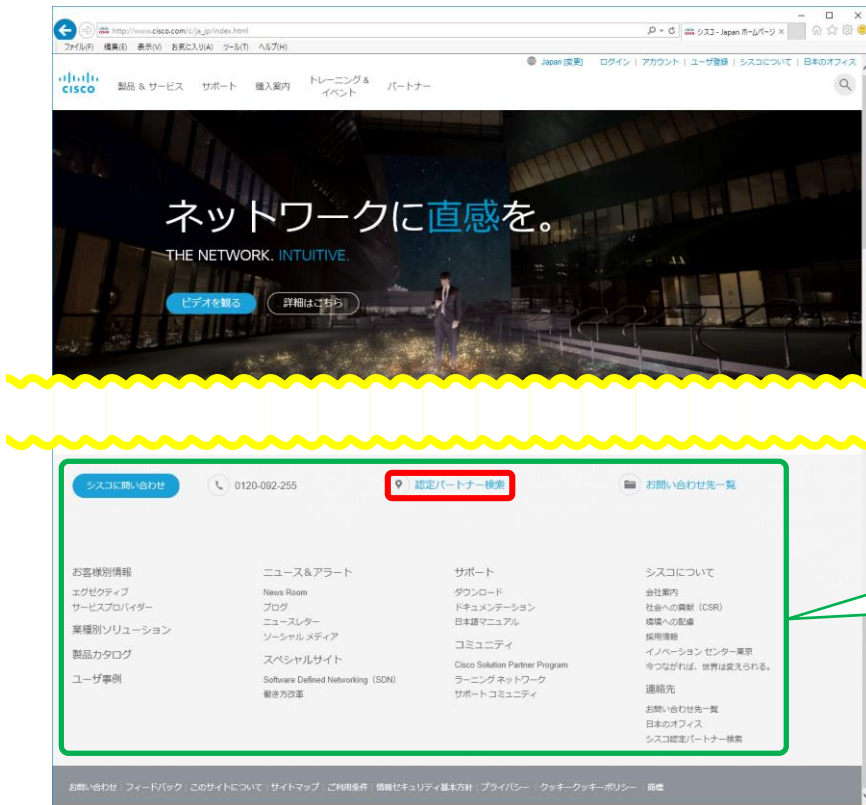 http://www.cisco.com/c/ja_jp/index.html
シスコ - Japan ホームページ ×
ファイル(F) 編集(E) 表示(V) お気に入り(A) ツール(T) ヘルプ(H)
Japan [変更] ログイン | アカウント | ユーザ登録 | シスコについて | 日本のオフィス
CISCO
製品 & サービス サポート 購入案内 トレーニング & イベント パートナー
ネットワークに直感を。
THE NETWORK. INTUITIVE.
ビデオを観る 詳細はこちら
シスコに問い合わせ 0120-092-255 認定パートナー検索 お問い合わせ先一覧
お客様別情報
エグゼクティブ
サービスプロバイダー
業種別ソリューション
製品カタログ
ユーザ事例
ニュース&アラート
News Room
ブログ
ニュースレター
ソーシャル メディア
スペシャルサイト
Software Defined Networking（SDN）
働き方改革
サポート
ダウンロード
ドキュメンテーション
日本語マニュアル
コミュニティ
Cisco Solution Partner Program
ラーニング ネットワーク
サポート コミュニティ
シスコについて
会社案内
社会への貢献（CSR）
環境への配慮
採用情報
イノベーション センター東京
今つながれば、世界は変えられる。
連絡先
お問い合わせ先一覧
日本のオフィス
シスコ認定パートナー検索
お問い合わせ | フィードバック | このサイトについて | サイトマップ | ご利用条件 | 情報セキュリティ基本方針 | プライバシー | クッキークッキーポリシー | 商標